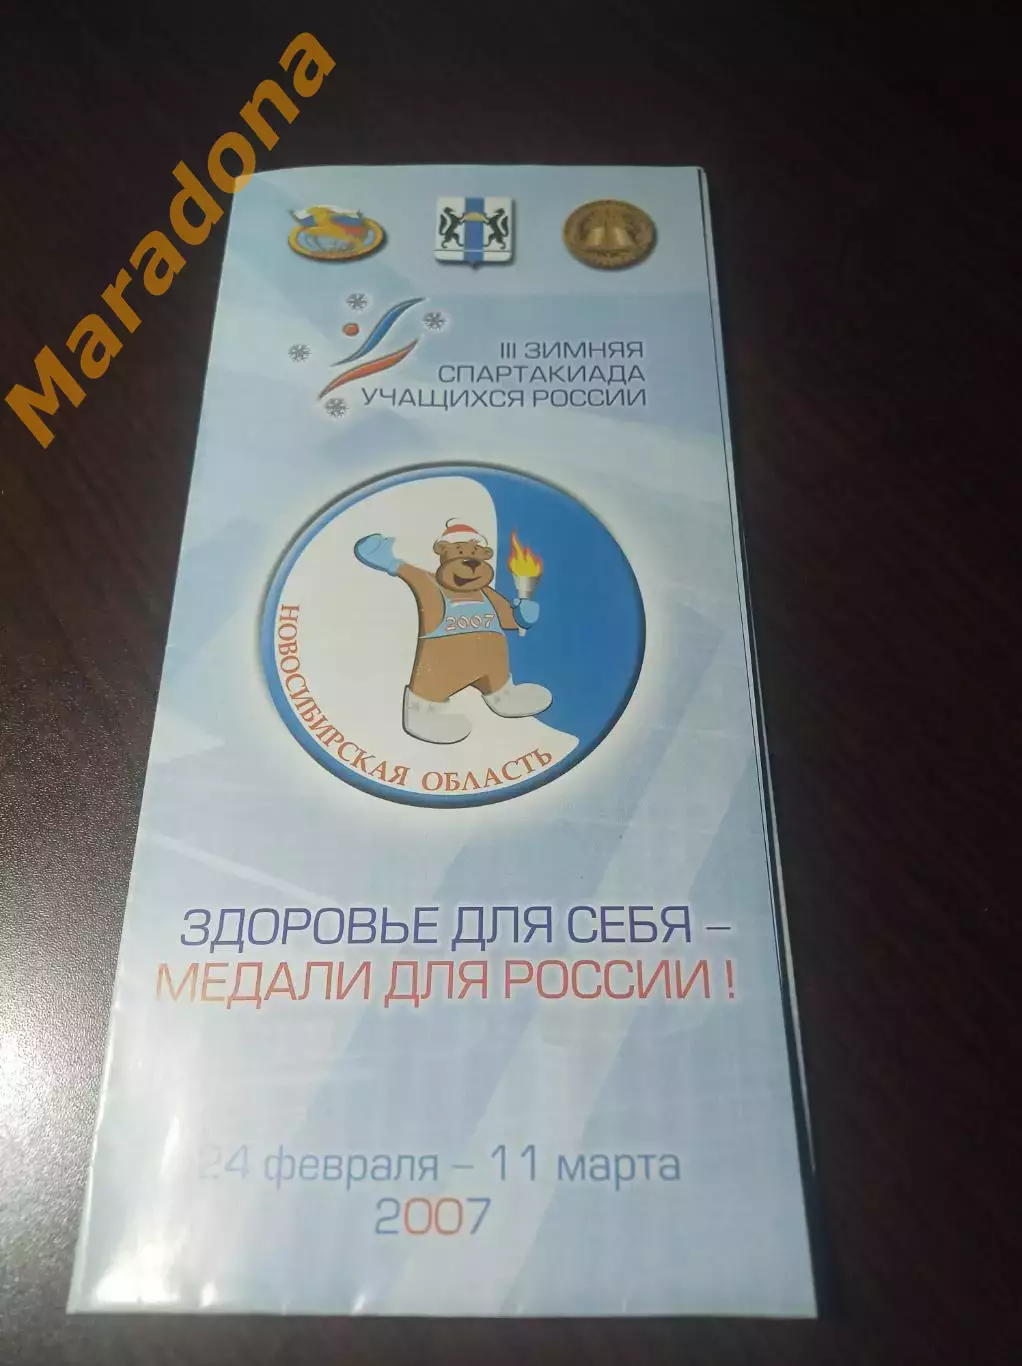 Maradona
III ЗИМНЯЯ
СПАРТАКИАДА
УЧАЩИХСЯ РОССИИ
2007
НОВОСИБИРСКАЯ ОБЛАСТЬ
ЗДОРОВЬЕ ДЛЯ СЕБЯ –
МЕДАЛИ ДЛЯ РОССИИ !
24 февраля – 11 марта
2007